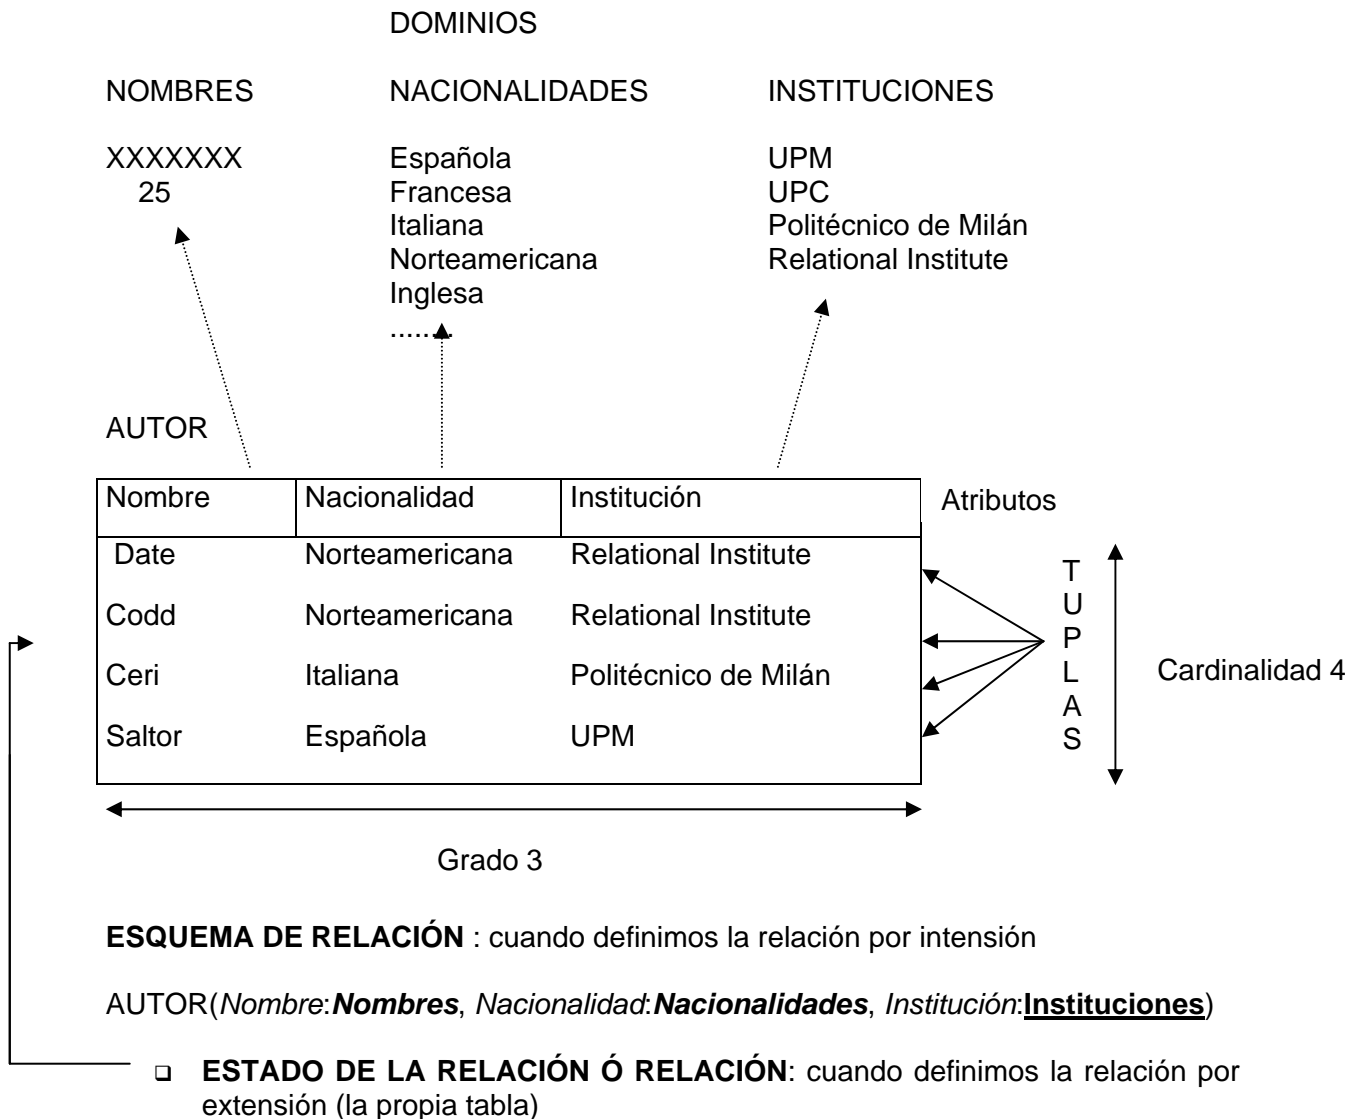 DOMINIOS
NOMBRES NACIONALIDADES INSTITUCIONES
XXXXXXX Española UPM
25 Francesa UPC
Italiana Politécnico de Milán
Norteamericana Relational Institute
Inglesa
........
AUTOR
Nombre Nacionalidad Institución Atributos
Date Norteamericana Relational Institute
Codd Norteamericana Relational Institute
Ceri Italiana Politécnico de Milán
Saltor Española UPM
T
U
P
L
A
S
Cardinalidad 4
Grado 3
ESQUEMA DE RELACIÓN : cuando definimos la relación por intensión
AUTOR(Nombre:Nombres, Nacionalidad:Nacionalidades, Institución:Instituciones)
❑ ESTADO DE LA RELACIÓN Ó RELACIÓN: cuando definimos la relación por
extensión (la propia tabla)